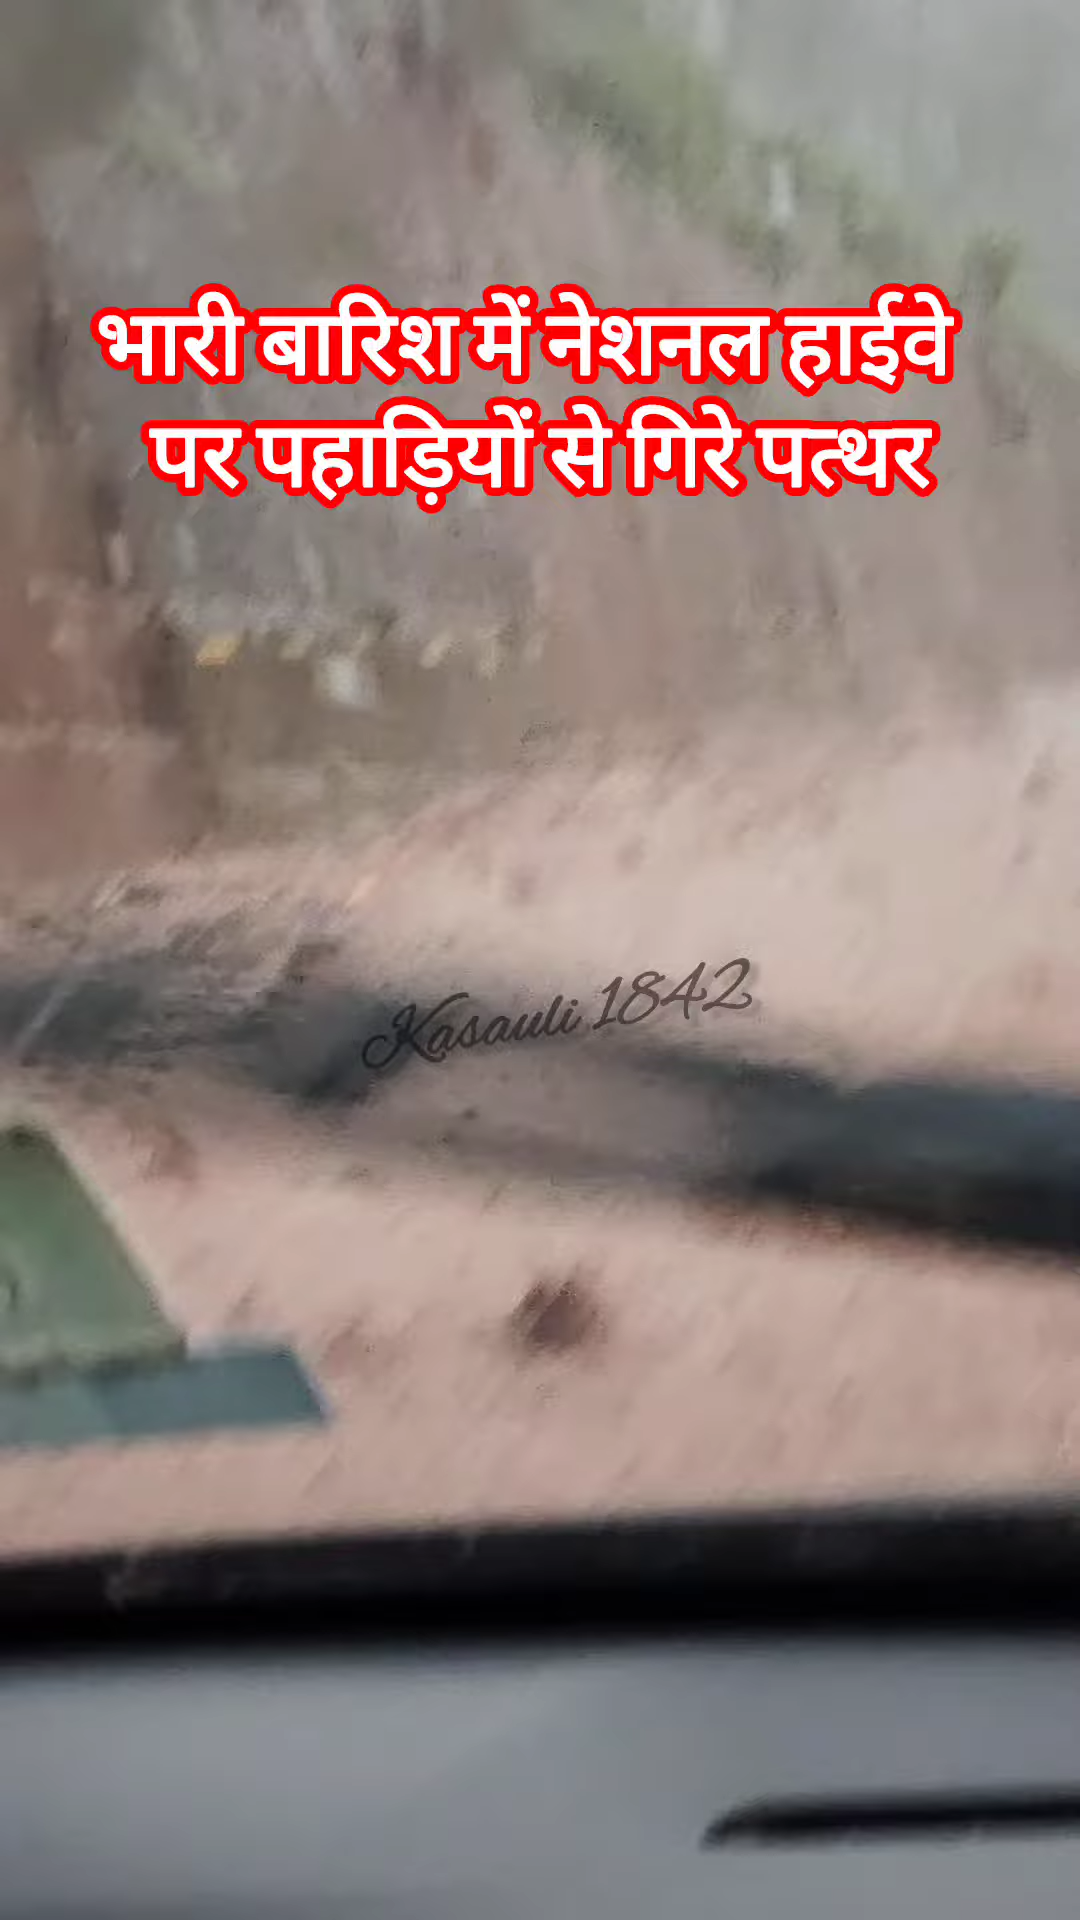 भारी बारिश में नेशनल हाईवे
पर पहाड़ियों से गिरे पत्थर
Kasauli 1842